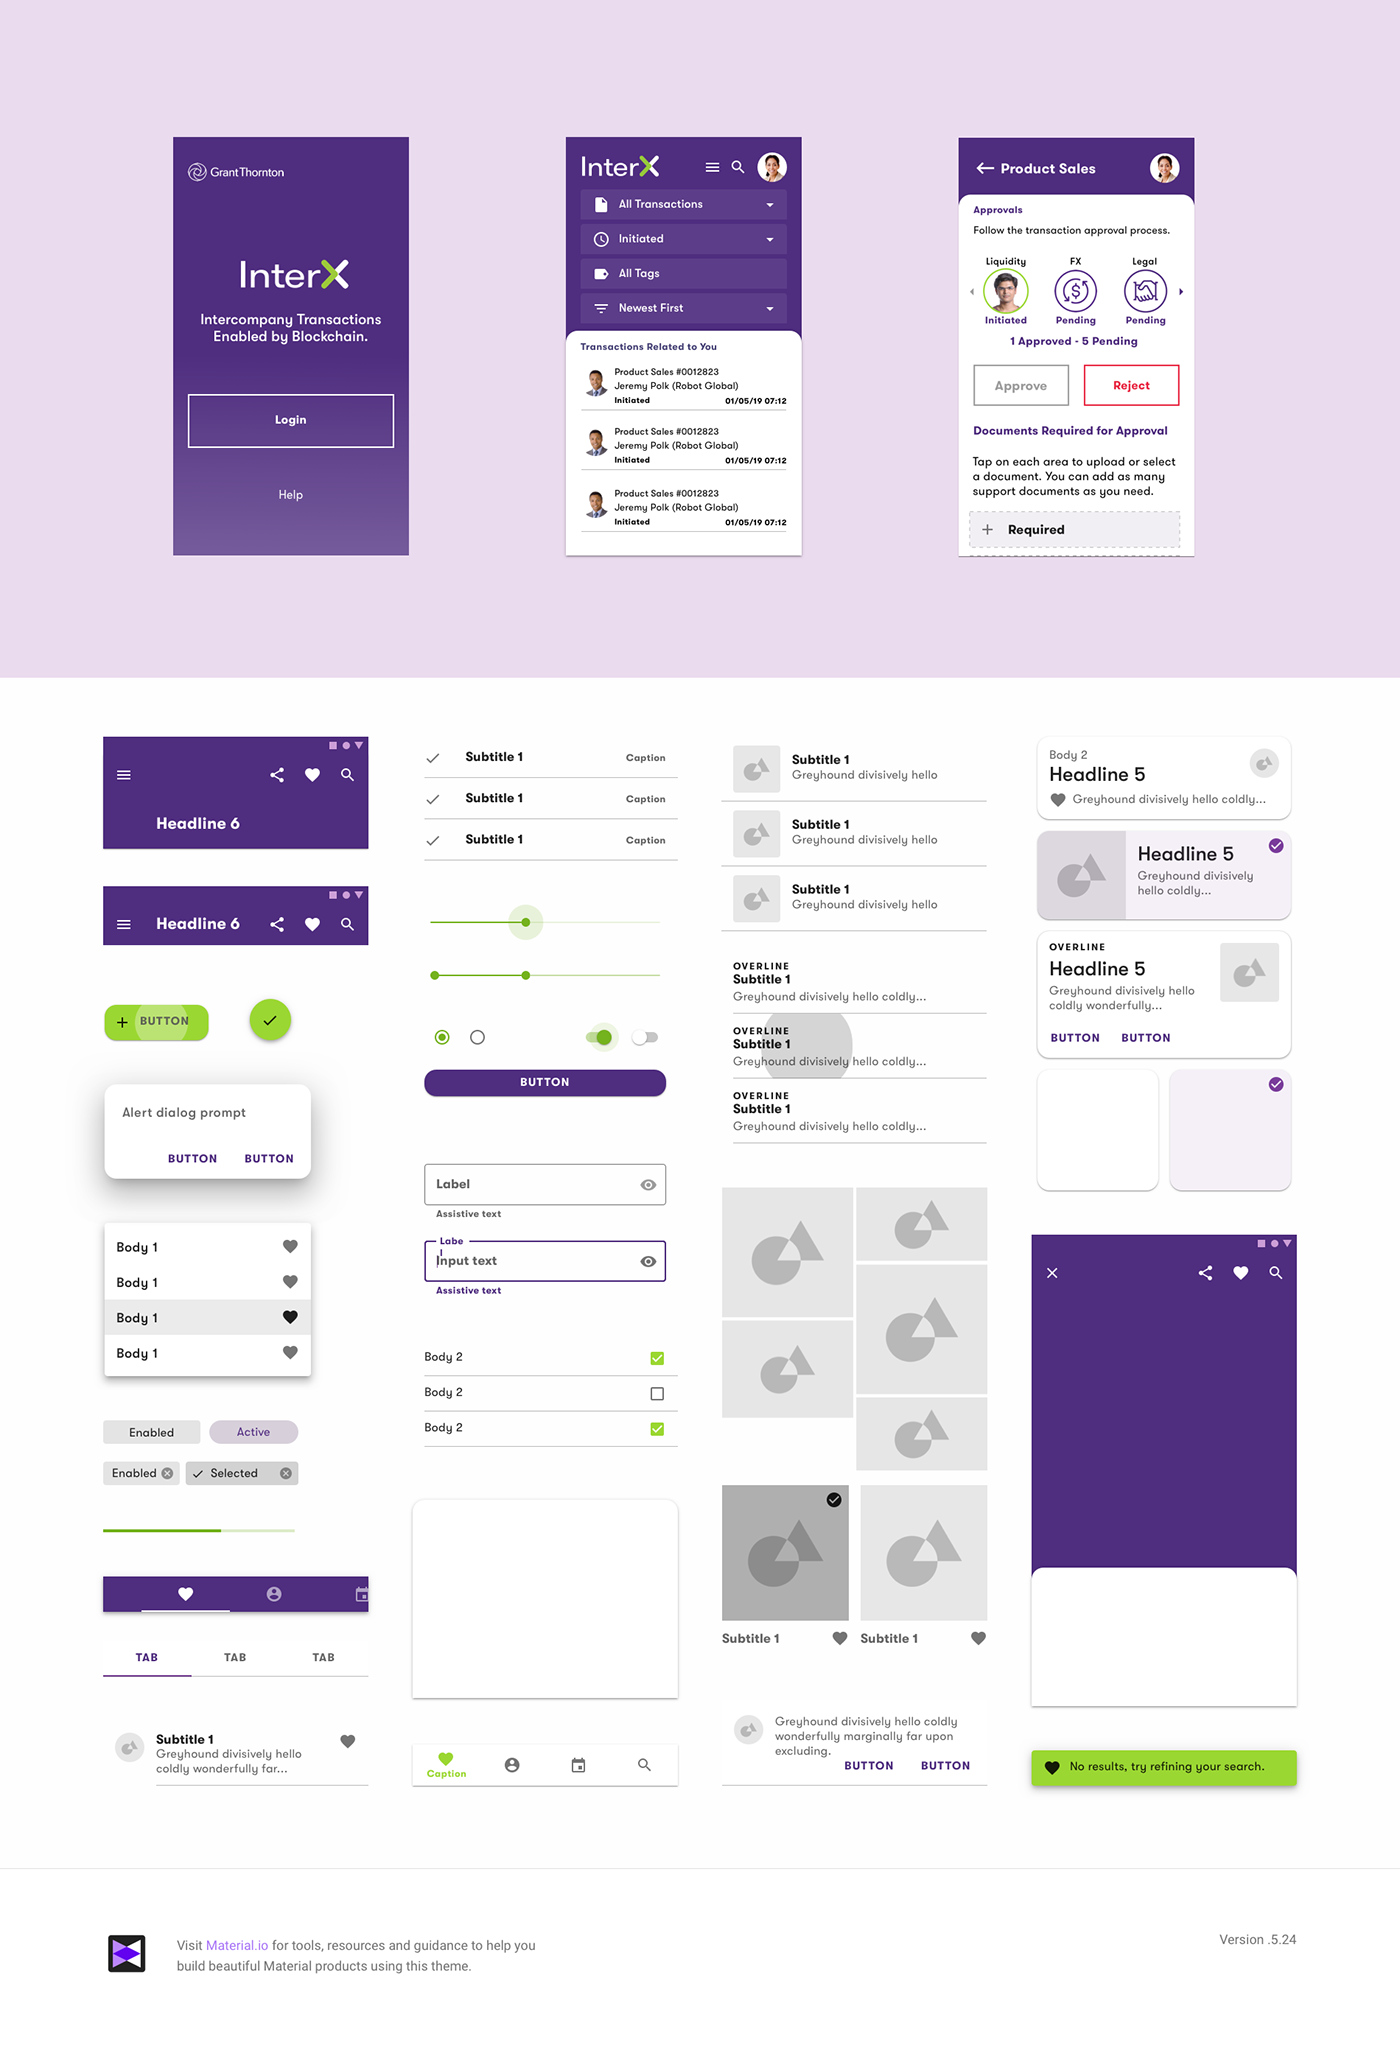 GrantThornton
InterX
Intercompany Transactions
Enabled by Blockchain.
Login
Help
InterX
All Transactions
Initiated
All Tags
Newest First
Transactions Related to You
Product Sales #0012823
Jeremy Polk (Robot Global)
Initiated 01/05/19 07:12
Product Sales #0012823
Jeremy Polk (Robot Global)
Initiated 01/05/19 07:12
Product Sales #0012823
Jeremy Polk (Robot Global)
Initiated 01/05/19 07:12
Product Sales
Approvals
Follow the transaction approval process.
Liquidity FX Legal
Initiated Pending Pending
1 Approved - 5 Pending
Approve Reject
Documents Required for Approval
Tap on each area to upload or select
a document. You can add as many
support documents as you need.
+ Required
Headline 6
Headline 6
+ BUTTON
Alert dialog prompt
BUTTON BUTTON
Body 1
Body 1
Body 1
Body 1
Enabled Active
Enabled Selected
TAB TAB TAB
Subtitle 1
Greyhound divisively hello
coldly wonderfully far...
Subtitle 1 Caption
Subtitle 1 Caption
Subtitle 1 Caption
BUTTON
Label
Assistive text
Labe
Input text
Assistive text
Body 2
Body 2
Body 2
Caption
Subtitle 1
Greyhound divisively hello
Subtitle 1
Greyhound divisively hello
Subtitle 1
Greyhound divisively hello
OVERLINE
Subtitle 1
Greyhound divisively hello coldly...
OVERLINE
Subtitle 1
Greyhound divisively hello coldly...
OVERLINE
Subtitle 1
Greyhound divisively hello coldly...
Subtitle 1 Subtitle 1
Greyhound divisively hello coldly
wonderfully marginally far upon
excluding.
BUTTON BUTTON
Body 2
Headline 5
Greyhound divisively hello coldly...
Headline 5
Greyhound divisively
hello coldly...
OVERLINE
Headline 5
Greyhound divisively hello
coldly wonderfully...
BUTTON BUTTON
No results, try refining your search.
Visit Material.io for tools, resources and guidance to help you
build beautiful Material products using this theme.
Version .5.24